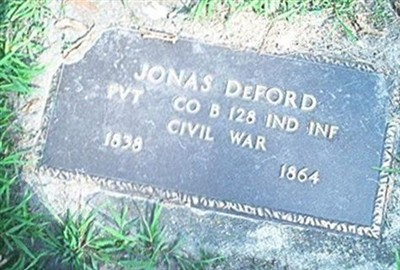 JONAS DeFORD
PVT CO B 128 IND INF
CIVIL WAR
1838 1864